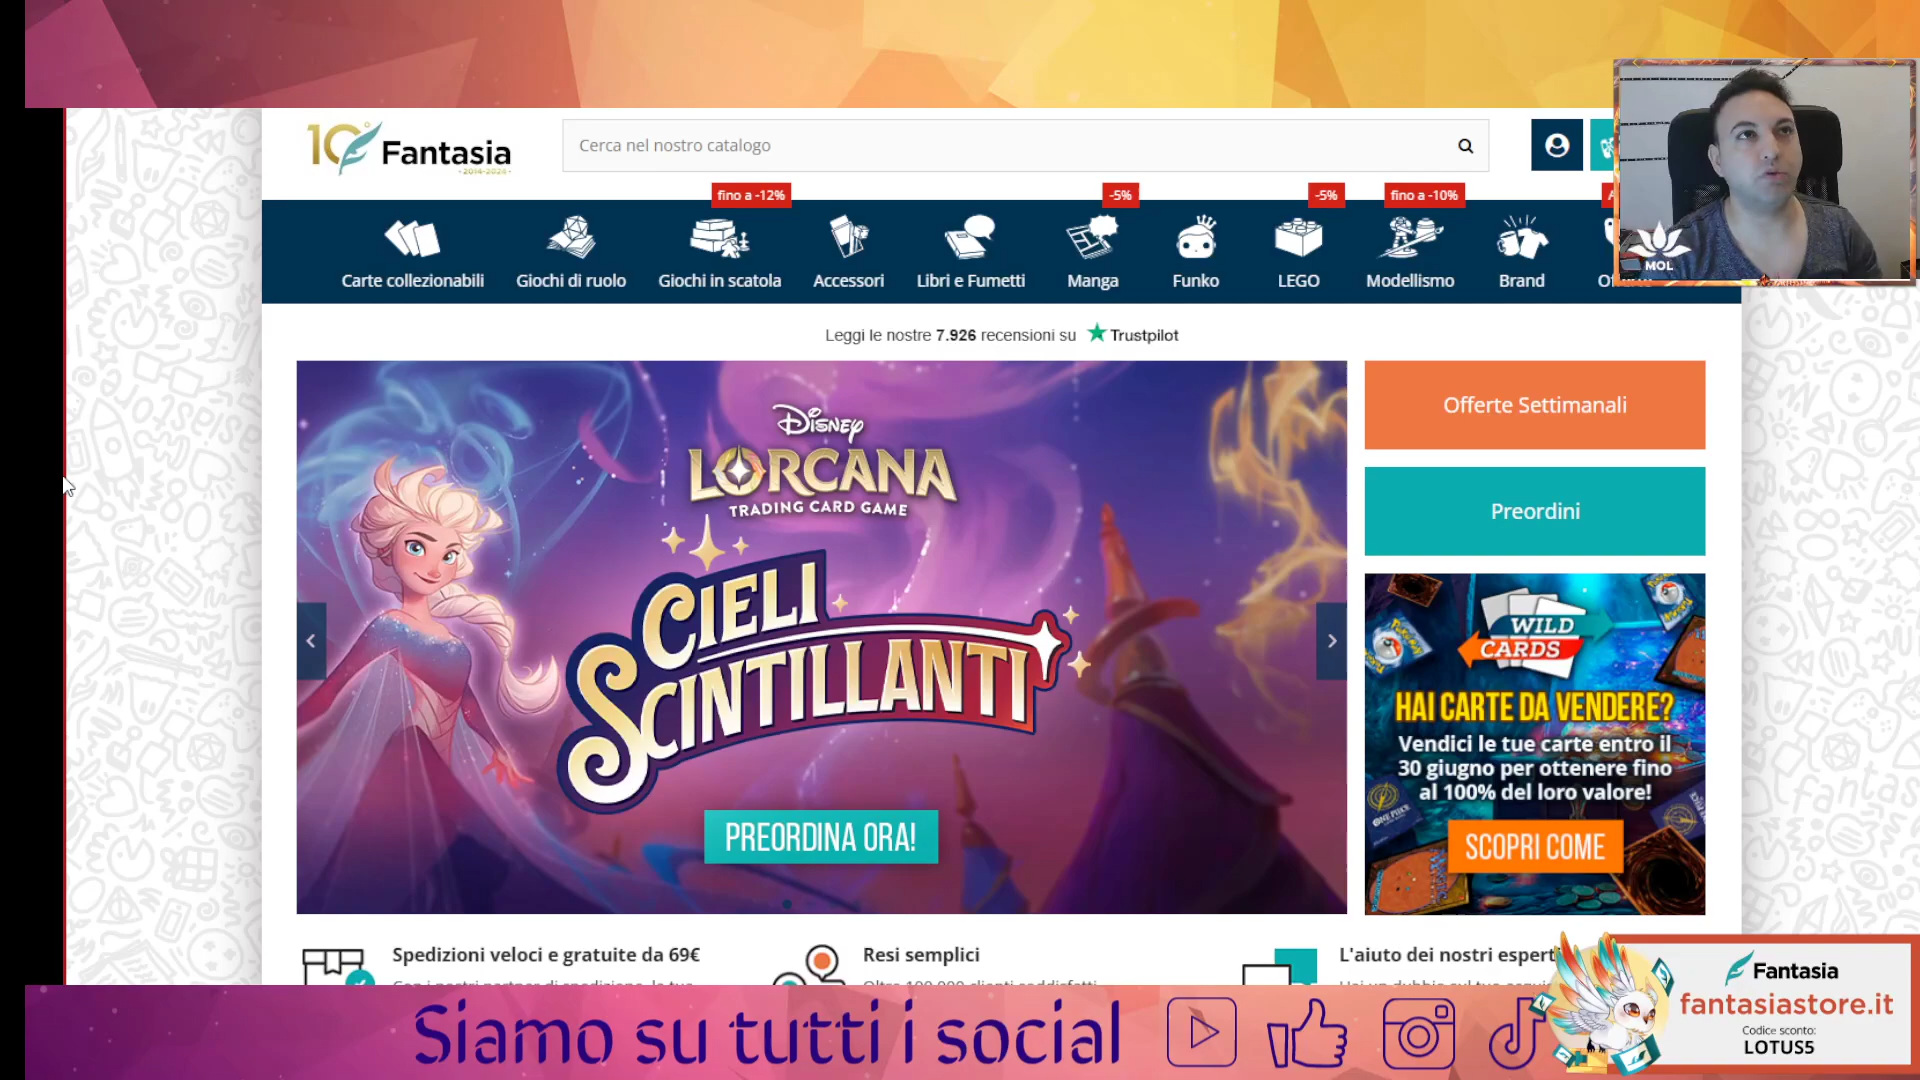 10° Fantasia
2014-2024
Cerca nel nostro catalogo
fino a -12%
-5%
-5%
fino a -10%
Carte collezionabili
Giochi di ruolo
Giochi in scatola
Accessori
Libri e Fumetti
Manga
Funko
LEGO
Modellismo
Brand
MOL
Leggi le nostre 7.926 recensioni su Trustpilot
Disney
LORCANA
TRADING CARD GAME
CIELI
SCINTILLANTI
PREORDINA ORA!
Offerte Settimanali
Preordini
WILD
CARDS
HAI CARTE DA VENDERE?
Vendici le tue carte entro il
30 giugno per ottenere fino
al 100% del loro valore!
SCOPRI COME
Spedizioni veloci e gratuite da 69€
Resi semplici
L'aiuto dei nostri esperti
Siamo su tutti i social
Fantasia
fantasiastore.it
Codice sconto:
LOTUS5